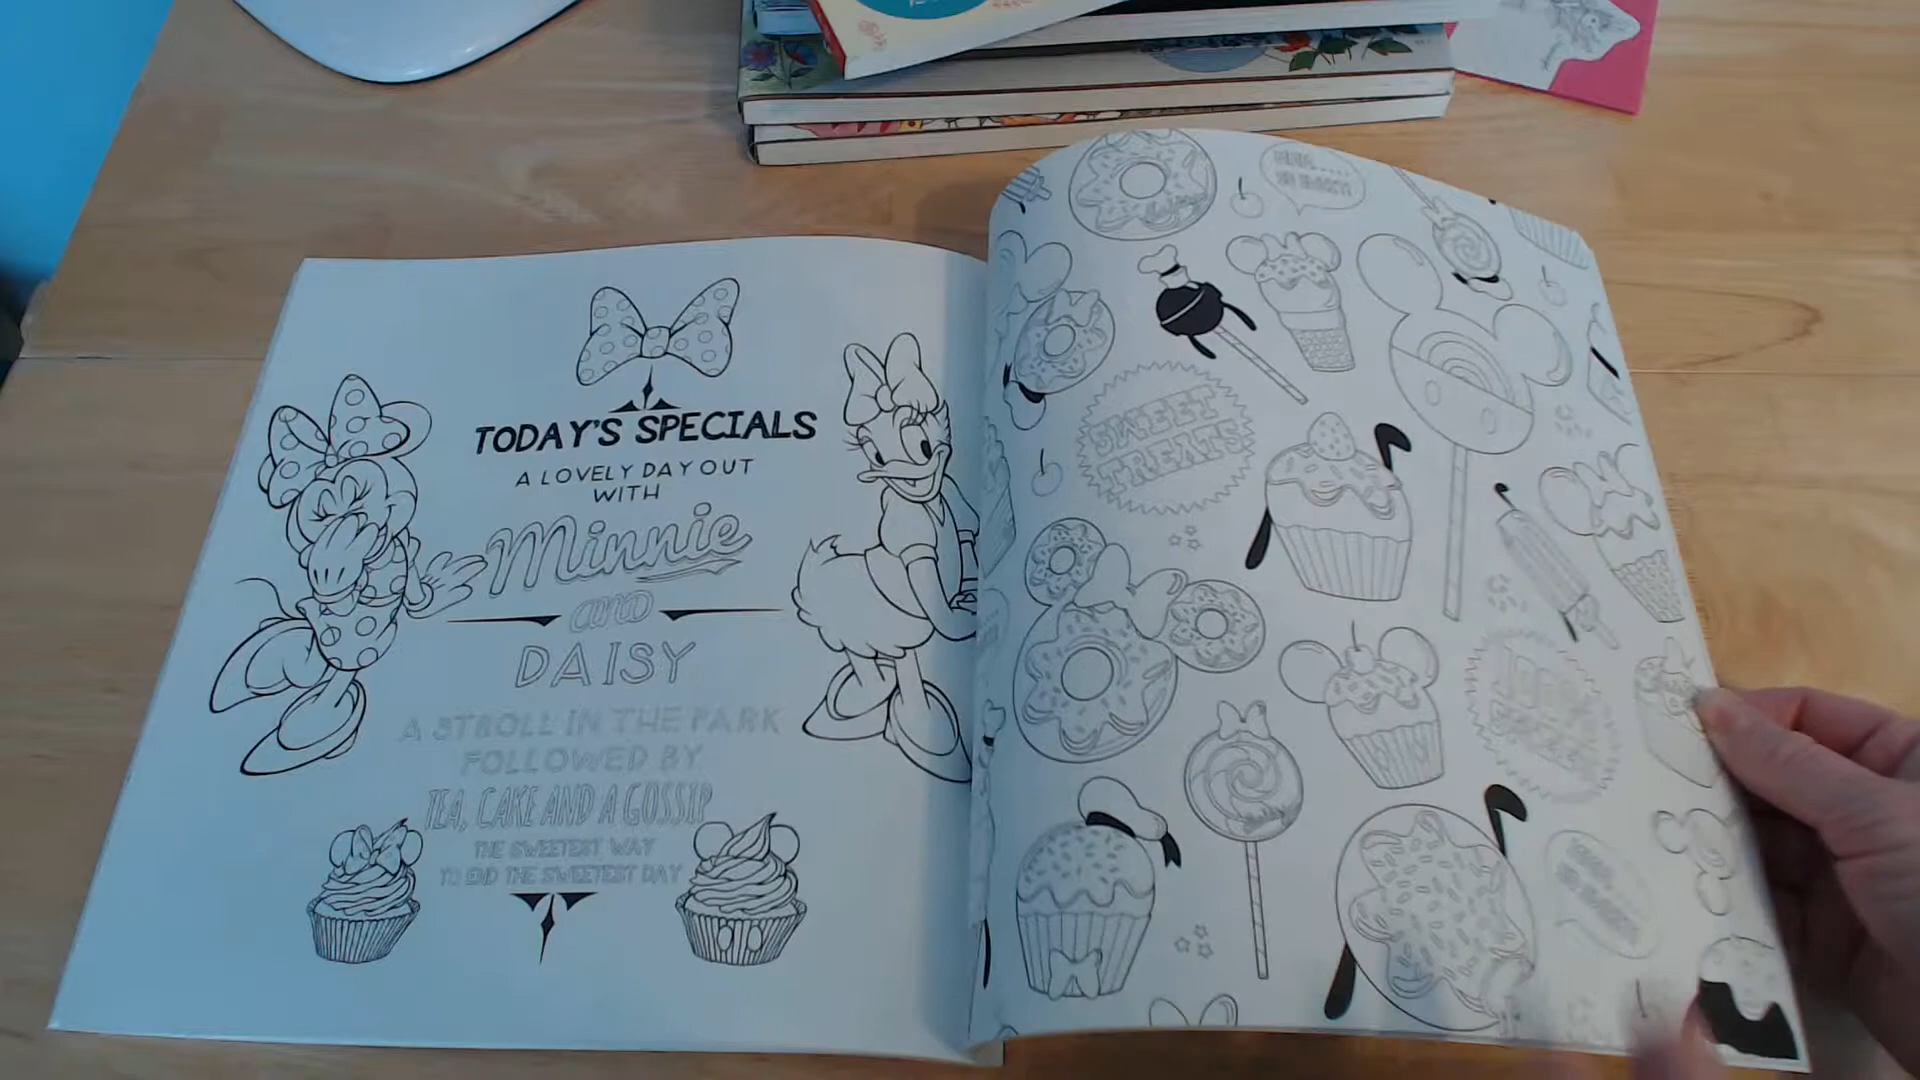 TODAY'S SPECIALS
A LOVELY DAY OUT
WITH
Minnie
and
DAISY
A STROLL IN THE PARK
FOLLOWED BY
TEA, CAKE AND A GOSSIP
THE SWEETEST WAY
TO END THE SWEETEST DAY
SWEET
TREATS